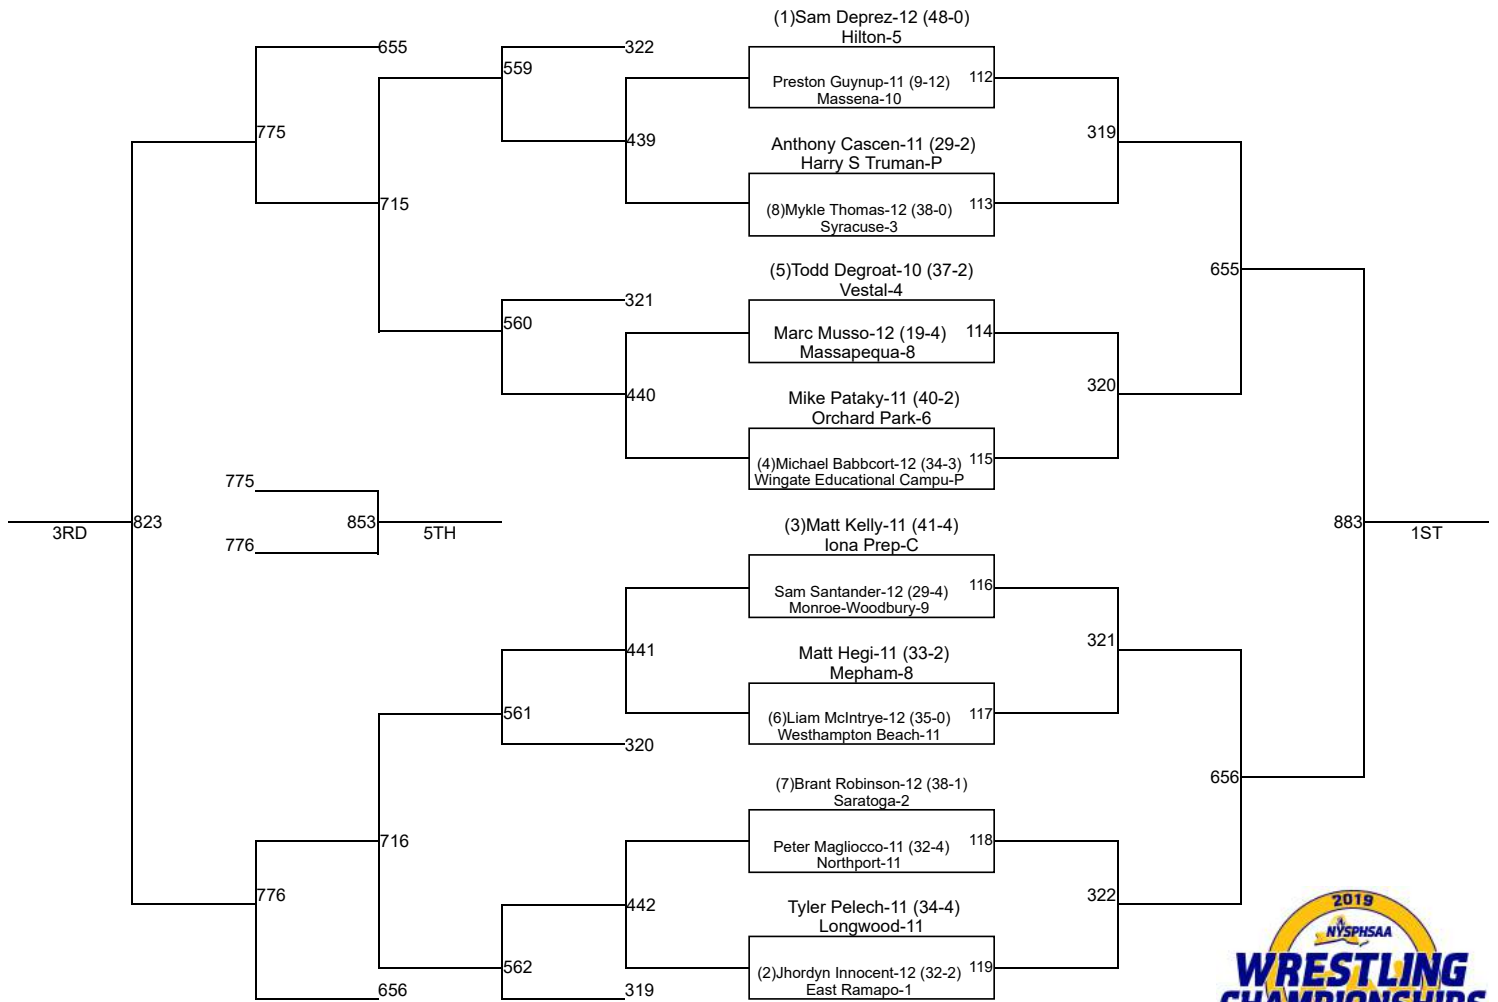 (1)Sam Deprez-12 (48-0)
Hilton-5
655
322
559
Preston Guynup-11 (9-12)
112
Massena-10
775
319
439
Anthony Cascen-11 (29-2)
Harry S Truman-P
715
(8)Mykle Thomas-12 (38-0)
113
Syracuse-3
(5)Todd Degroat-10 (37-2)
655
Vestal-4
321
560
Marc Musso-12 (19-4)
114
Massapequa-8
320
440
Mike Pataky-11 (40-2)
Orchard Park-6
(4)Michael Babbcort-12 (34-3)
115
Wingate Educational Campu-P
775
3RD
823
853
5TH
883
1ST
776
(3)Matt Kelly-11 (41-4)
Iona Prep-C
Sam Santander-12 (29-4)
116
Monroe-Woodbury-9
441
321
Matt Hegi-11 (33-2)
Mepham-8
561
(6)Liam McIntrye-12 (35-0)
117
Westhampton Beach-11
320
(7)Brant Robinson-12 (38-1)
656
Saratoga-2
716
Peter Magliocco-11 (32-4)
118
Northport-11
776
322
442
Tyler Pelech-11 (34-4)
Longwood-11
562
(2)Jhordyn Innocent-12 (32-2)
119
East Ramapo-1
656
319
2019
NYSPHSAA
WRESTLING
CHAMPIONSHIPS